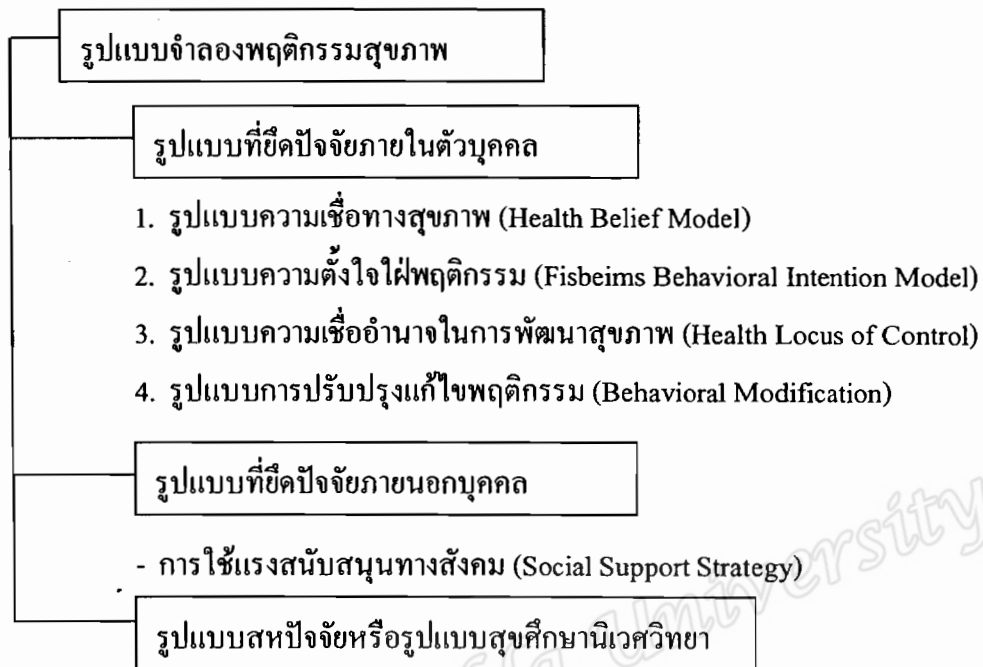 รูปแบบจำลองพฤติกรรมสุขภาพ
รูปแบบที่ยึดปัจจัยภายในตัวบุคคล
1. รูปแบบความเชื่อทางสุขภาพ (Health Belief Model)
2. รูปแบบความตั้งใจใฝ่พฤติกรรม (Fisbeims Behavioral Intention Model)
3. รูปแบบความเชื่ออำนาจในการพัฒนาสุขภาพ (Health Locus of Control)
4. รูปแบบการปรับปรุงแก้ไขพฤติกรรม (Behavioral Modification)
รูปแบบที่ยึดปัจจัยภายนอกบุคคล
- การใช้แรงสนับสนุนทางสังคม (Social Support Strategy)
รูปแบบสหปัจจัยหรือรูปแบบสุขศึกษานิเวศวิทยา
University